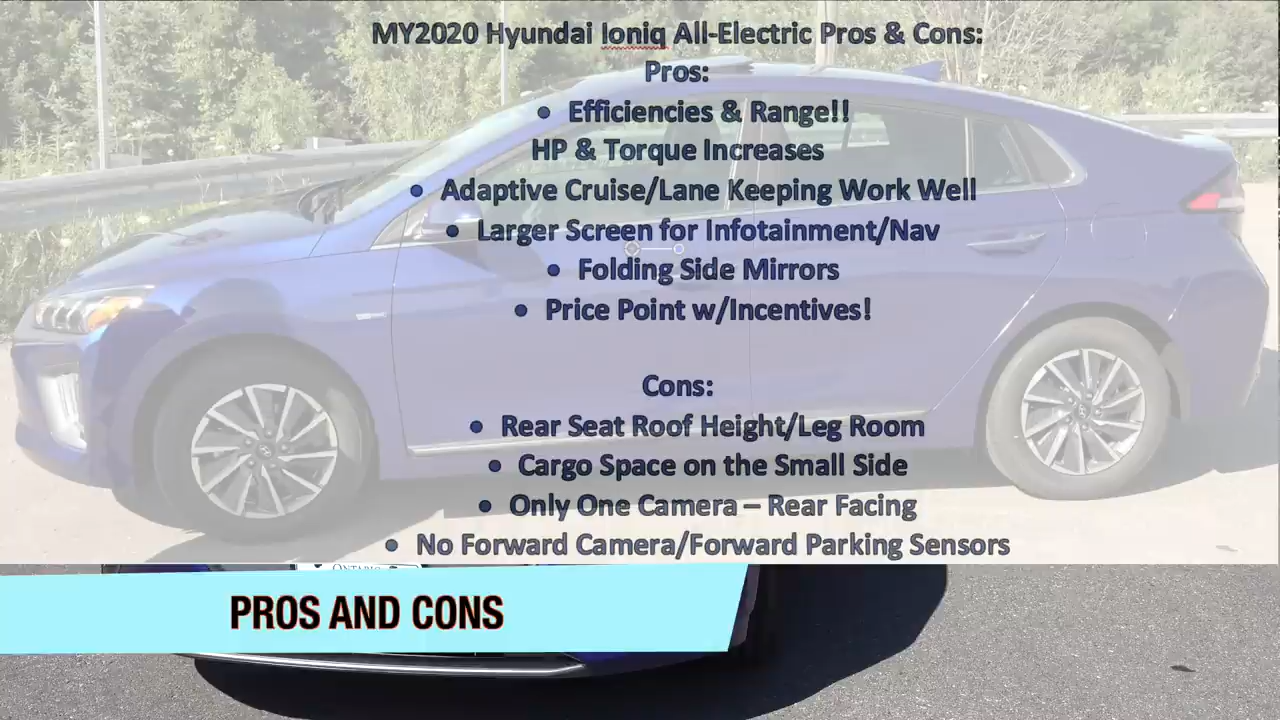 MY2020 Hyundai Ioniq All-Electric Pros & Cons:
Pros:
• Efficiencies & Range!!
HP & Torque Increases
• Adaptive Cruise/Lane Keeping Work Well
• Larger Screen for Infotainment/Nav
• Folding Side Mirrors
• Price Point w/Incentives!
Cons:
• Rear Seat Roof Height/Leg Room
• Cargo Space on the Small Side
• Only One Camera – Rear Facing
• No Forward Camera/Forward Parking Sensors
ONTARIO
PROS AND CONS